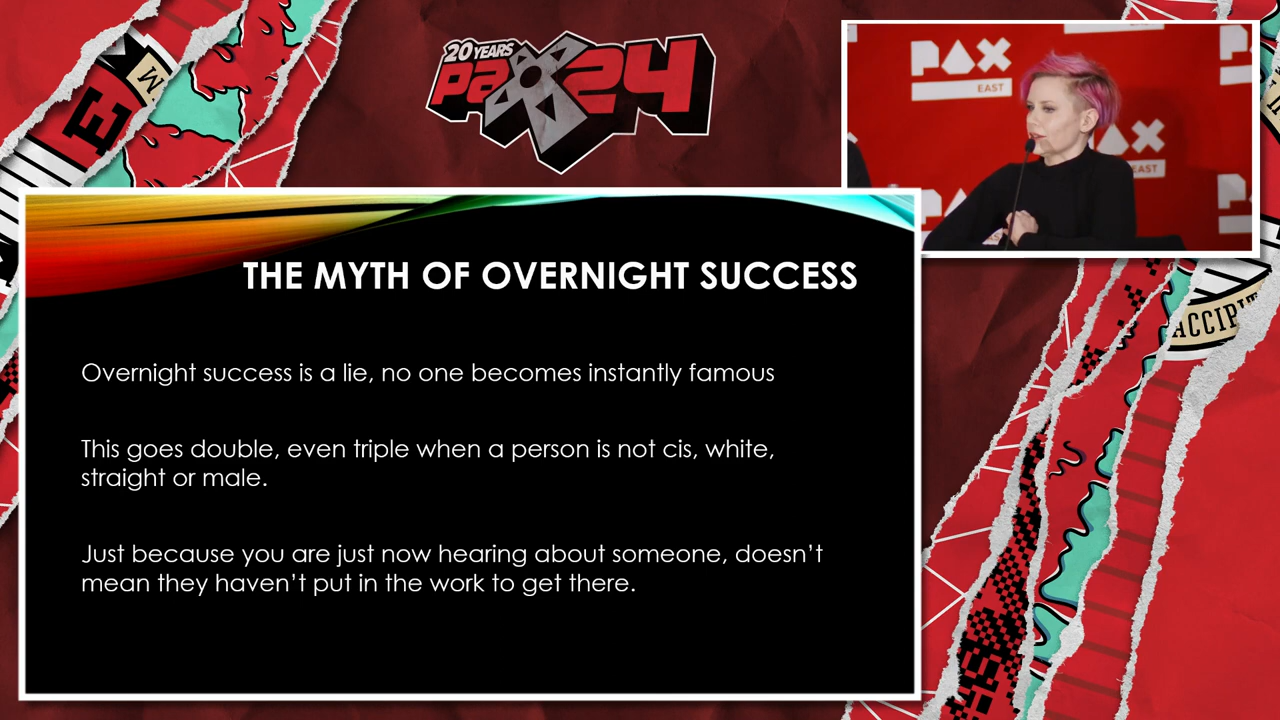 20 YEARS
PAX24
PAX
EAST
EAST
THE MYTH OF OVERNIGHT SUCCESS
Overnight success is a lie, no one becomes instantly famous
This goes double, even triple when a person is not cis, white,
straight or male.
Just because you are just now hearing about someone, doesn’t
mean they haven’t put in the work to get there.